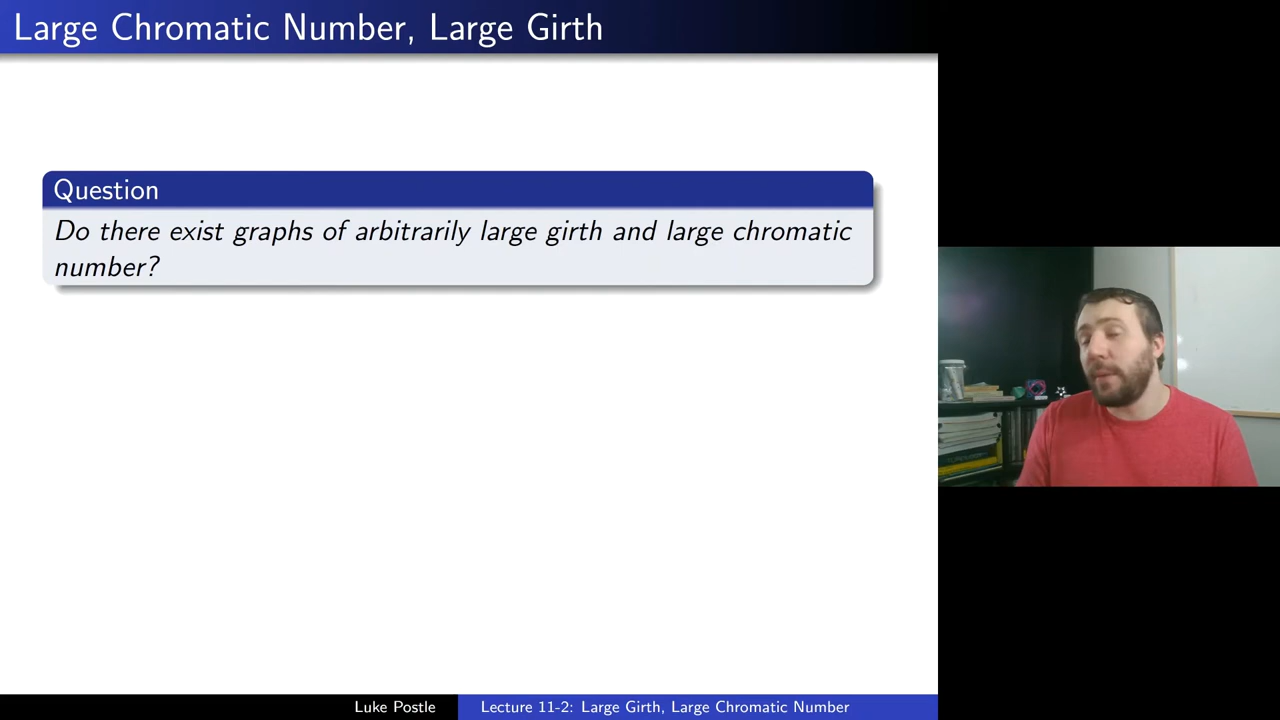 Large Chromatic Number, Large Girth
Question
Do there exist graphs of arbitrarily large girth and large chromatic
number?
Luke Postle
Lecture 11-2: Large Girth, Large Chromatic Number